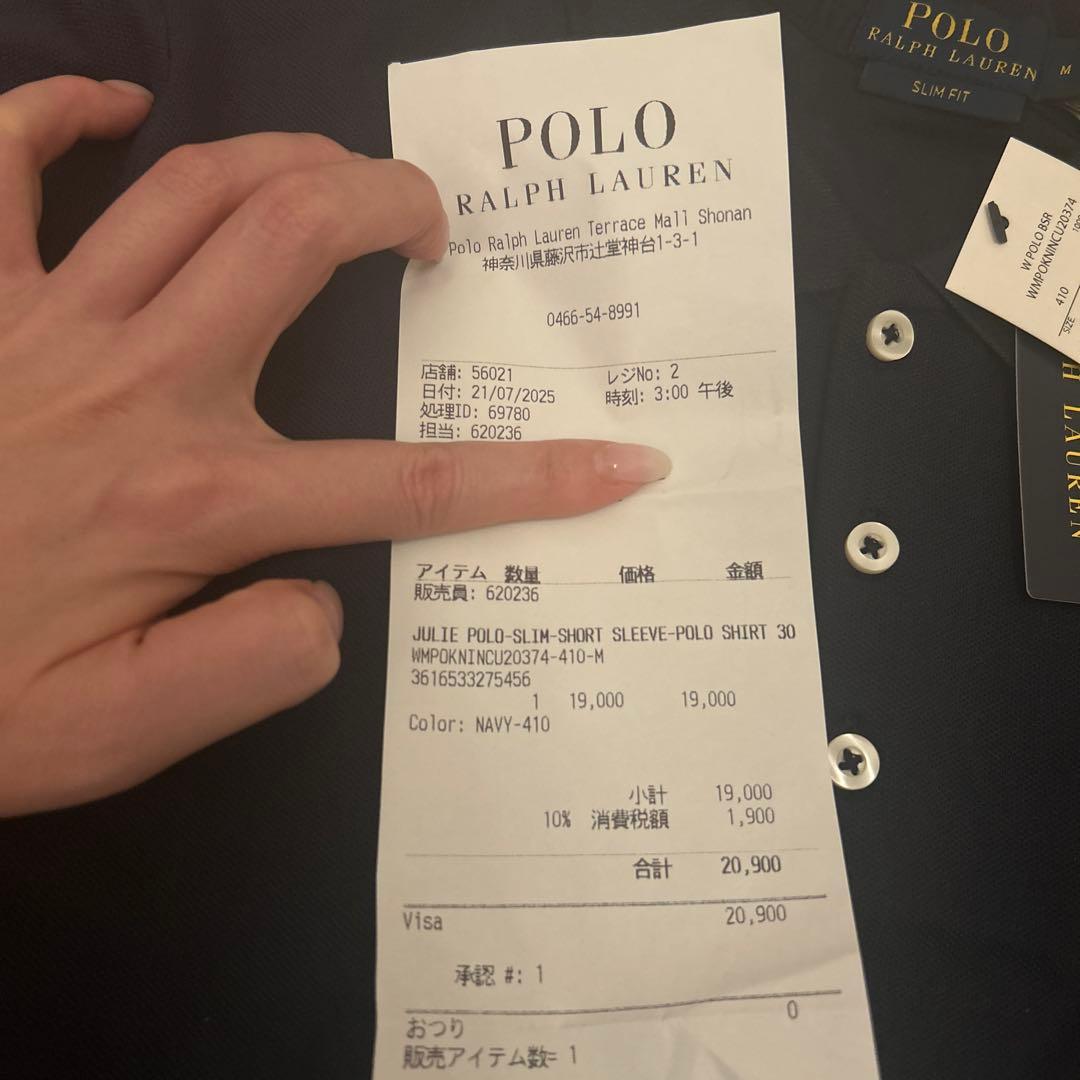 POLO
RALPH LAUREN
Polo Ralph Lauren Terrace Mall Shonan
神奈川県藤沢市辻堂神台1-3-1
0466-54-8991
店舗: 56021 レジNo: 2
日付: 21/07/2025 時刻: 3:00 午後
処理ID: 69780
担当: 620236
アイテム 数量 価格 金額
販売員: 620236
JULIE POLO-SLIM-SHORT SLEEVE-POLO SHIRT 30
WMPOKNINCU20374-410-M
3616533275456
1 19,000 19,000
Color: NAVY-410
小計 19,000
10% 消費税額 1,900
合計 20,900
Visa 20,900
承認 #: 1
おつり 0
販売アイテム数= 1
POLO
RALPH LAUREN
SLIM FIT
M
W POLO BSR
WMPOKNINCU20374
410
SIZE
H LAUREN